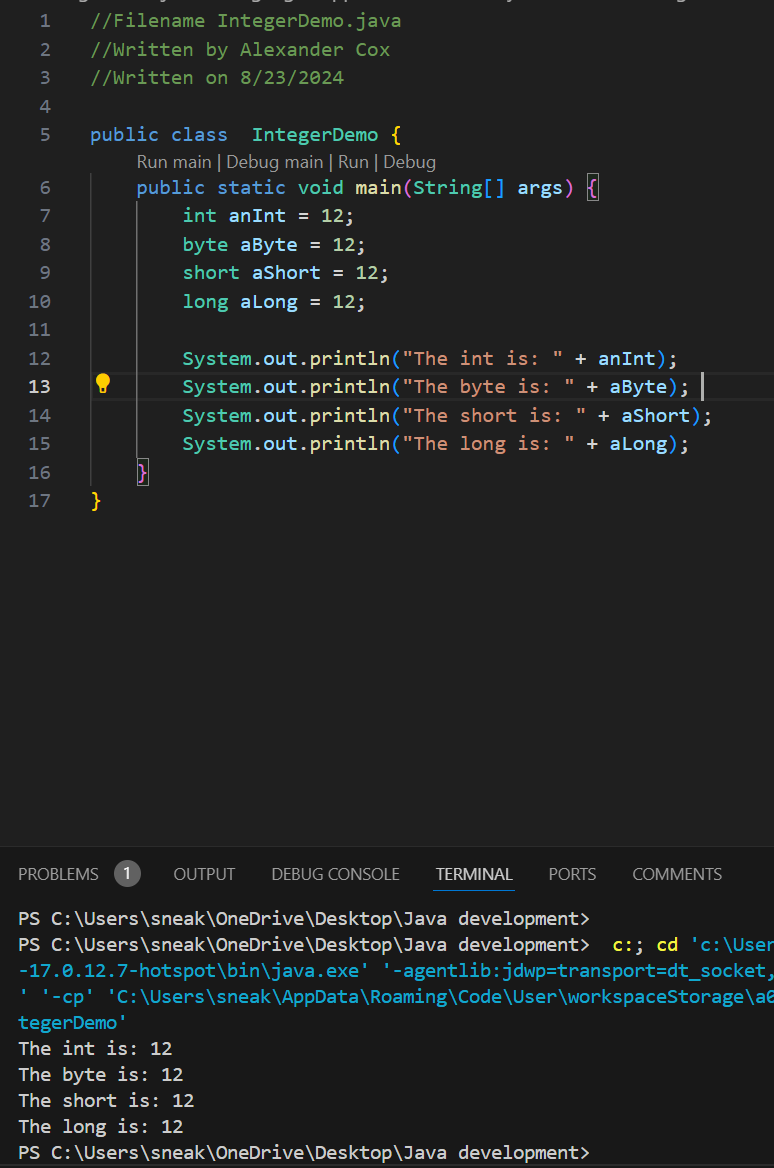 1 //Filename IntegerDemo.java
2 //Written by Alexander Cox
3 //Written on 8/23/2024
4
5 public class  IntegerDemo {
Run main | Debug main | Run | Debug
6     public static void main(String[] args) {
7         int anInt = 12;
8         byte aByte = 12;
9         short aShort = 12;
10         long aLong = 12;
11
12         System.out.println("The int is: " + anInt);
13         System.out.println("The byte is: " + aByte);
14         System.out.println("The short is: " + aShort);
15         System.out.println("The long is: " + aLong);
16     }
17 }
PROBLEMS 1 OUTPUT DEBUG CONSOLE TERMINAL PORTS COMMENTS
PS C:\Users\sneak\OneDrive\Desktop\Java development>
PS C:\Users\sneak\OneDrive\Desktop\Java development>  c:; cd 'c:\User
-17.0.12.7-hotspot\bin\java.exe' '-agentlib:jdwp=transport=dt_socket,
' '-cp' 'C:\Users\sneak\AppData\Roaming\Code\User\workspaceStorage\a0
tegerDemo'
The int is: 12
The byte is: 12
The short is: 12
The long is: 12
PS C:\Users\sneak\OneDrive\Desktop\Java development>